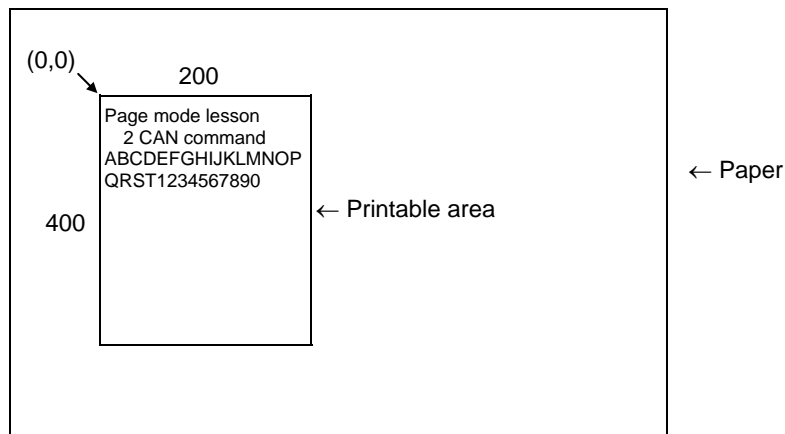 (0,0)
200
Page mode lesson
2 CAN command
ABCDEFGHIJKLMNOP
QRST1234567890
← Paper
← Printable area
400